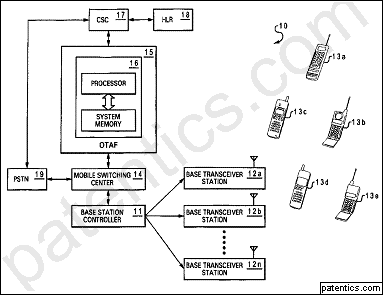 CSC 17
HLR 18
10
15
16
PROCESSOR
SYSTEM
MEMORY
OTAF
13a
13c
13b
PSTN 19
MOBILE SWITCHING 14
CENTER
BASE TRANSCEIVER
STATION 12a
13d
13e
BASE STATION 11
CONTROLLER
BASE TRANSCEIVER
STATION 12b
BASE TRANSCEIVER
STATION 12n
patentics.com
patentics.com